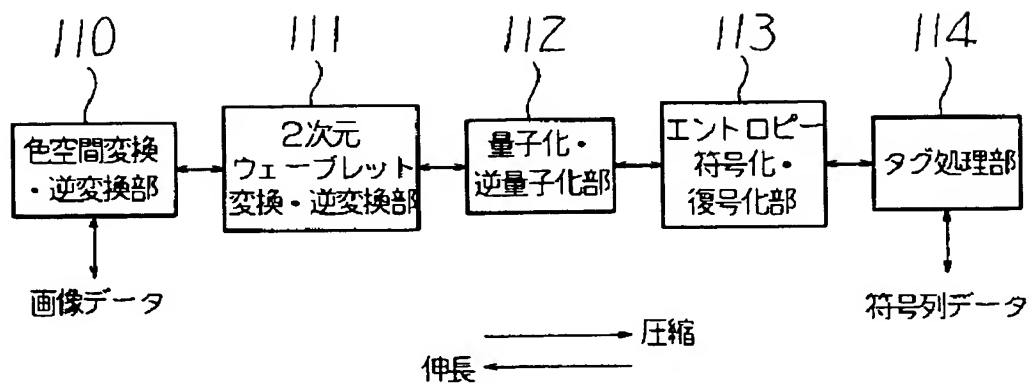 110
111
112
113
114
色空間変換
・逆変換部
2次元
ウェーブレット
変換・逆変換部
量子化・
逆量子化部
エントロピー
符号化・
復号化部
タグ処理部
画像データ
符号列データ
圧縮
伸長